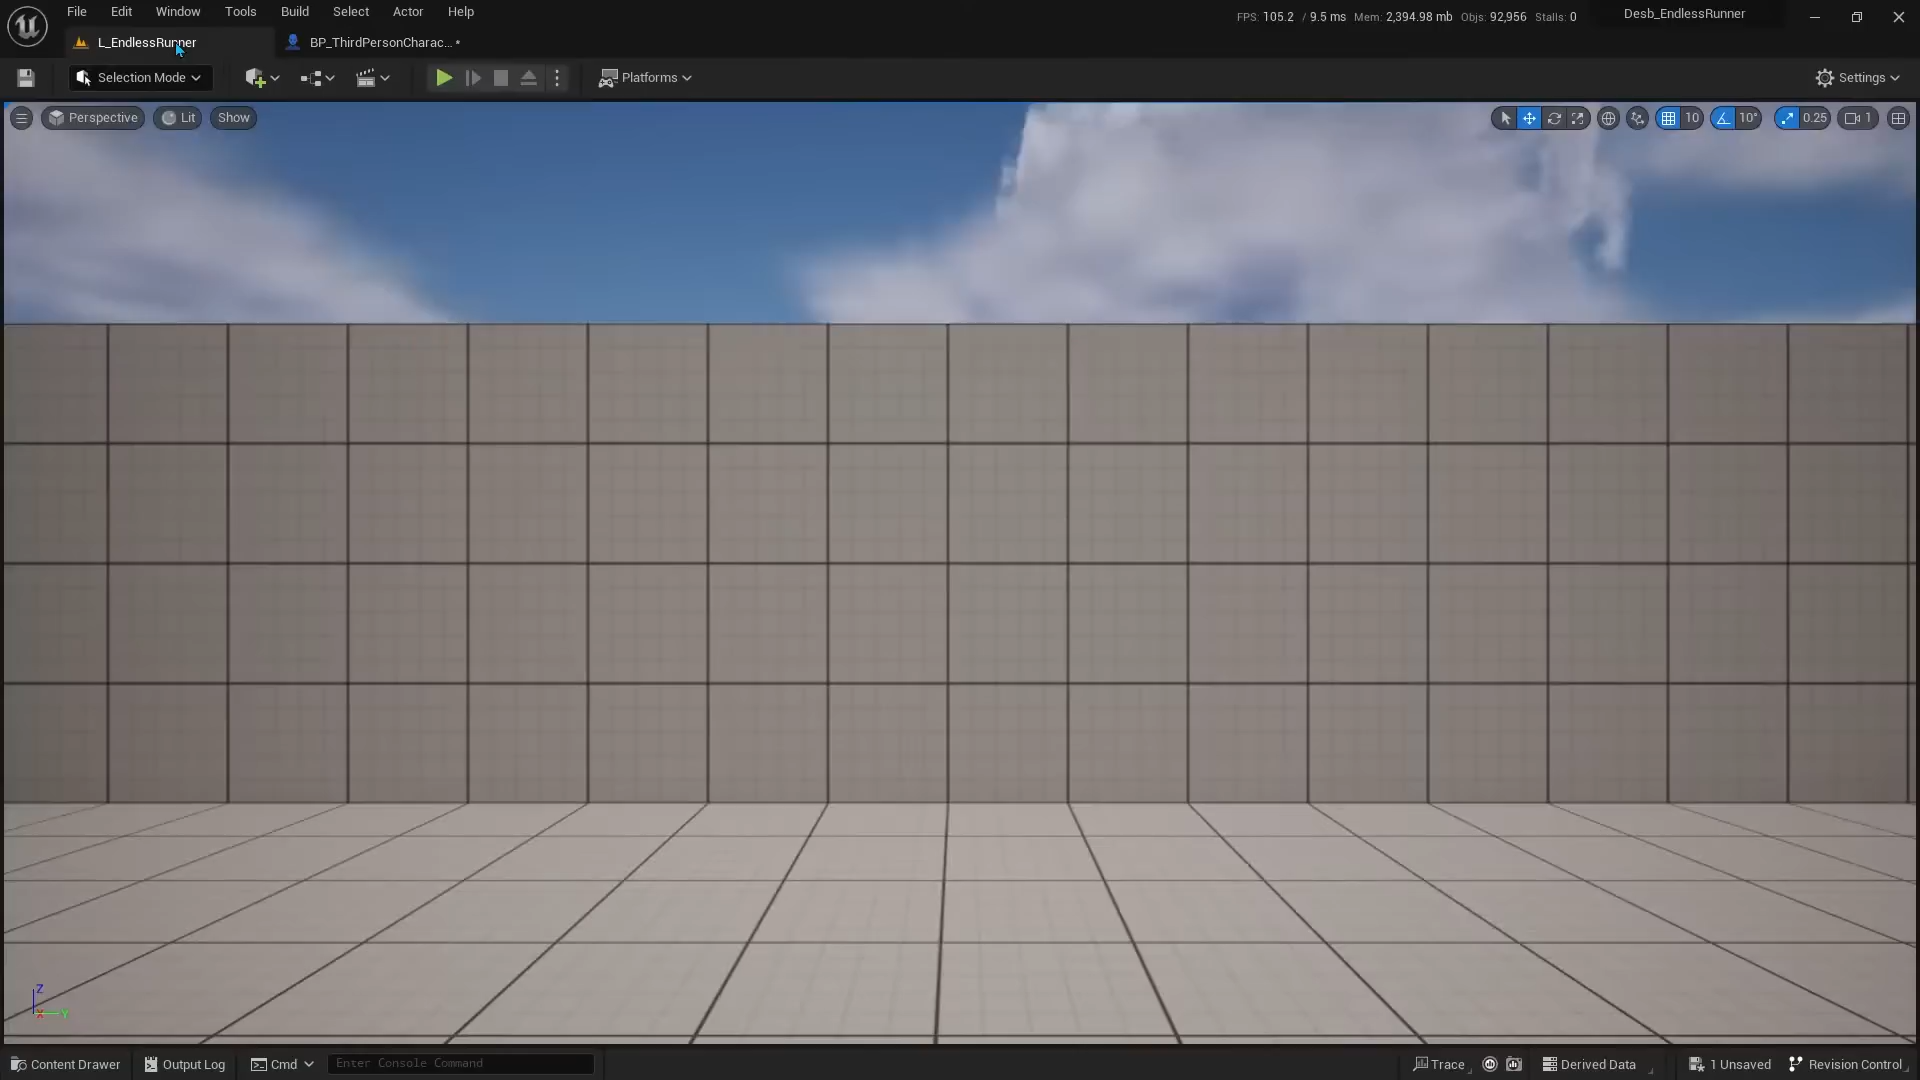 File Edit Window Tools Build Select Actor Help
FPS: 105.2 / 9.5 ms Mem: 2,394.98 mb Objs: 92,956 Stalls: 0 Desb_EndlessRunner
L_EndlessRunner BP_ThirdPersonCharac... *
Selection Mode Platforms Settings
Perspective Lit Show 10 10° 0.25 1
Z
X Y
Content Drawer Output Log Cmd Enter Console Command Trace Derived Data 1 Unsaved Revision Control